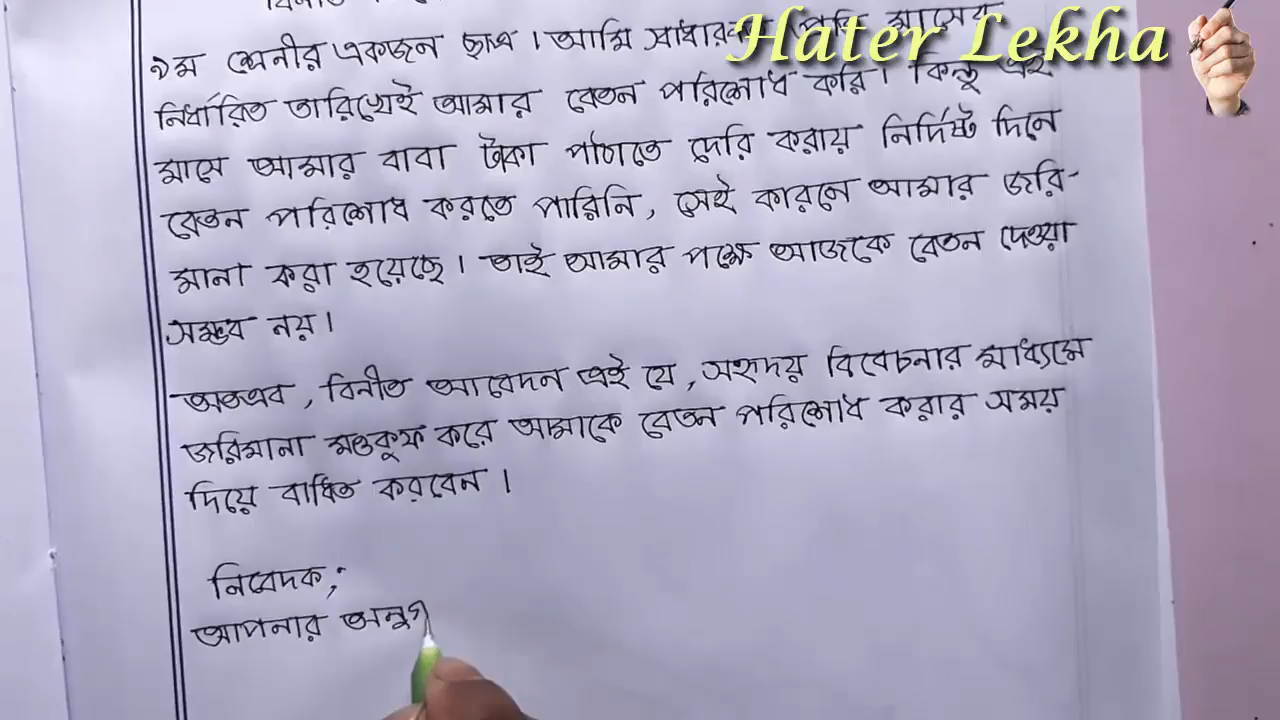 Hater Lekha
৯ম শ্রেনীর একজন ছাত্র । আমি সাধারণত প্রতি মাসের
নির্ধারিত তারিখেই আমার বেতন পরিশোধ করি । কিন্তু এই
মাসে আমার বাবা টাকা পাঠাতে দেরি করায় নির্দিষ্ট দিনে
বেতন পরিশোধ করতে পারিনি, সেই কারনে আমার জরি-
মানা করা হয়েছে । তাই আমার পক্ষে আজকে বেতন দেওয়া
সম্ভব নয় ।
অতএব, বিনীত আবেদন এই যে, সহৃদয় বিবেচনার মাধ্যমে
জরিমানা মওকুফ করে আমাকে বেতন পরিশোধ করার সময়
দিয়ে বাধিত করবেন ।
নিবেদক;
আপনার অনুগ